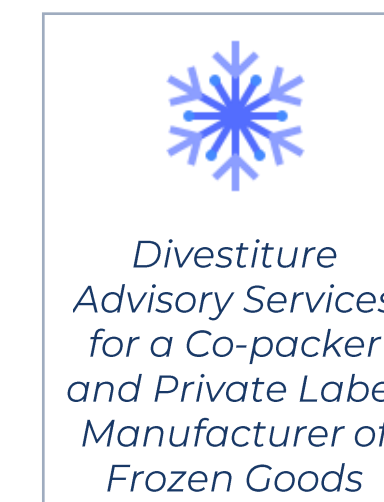 Divestiture
Advisory Services
for a Co-packer
and Private Labe
Manufacturer of
Frozen Goods